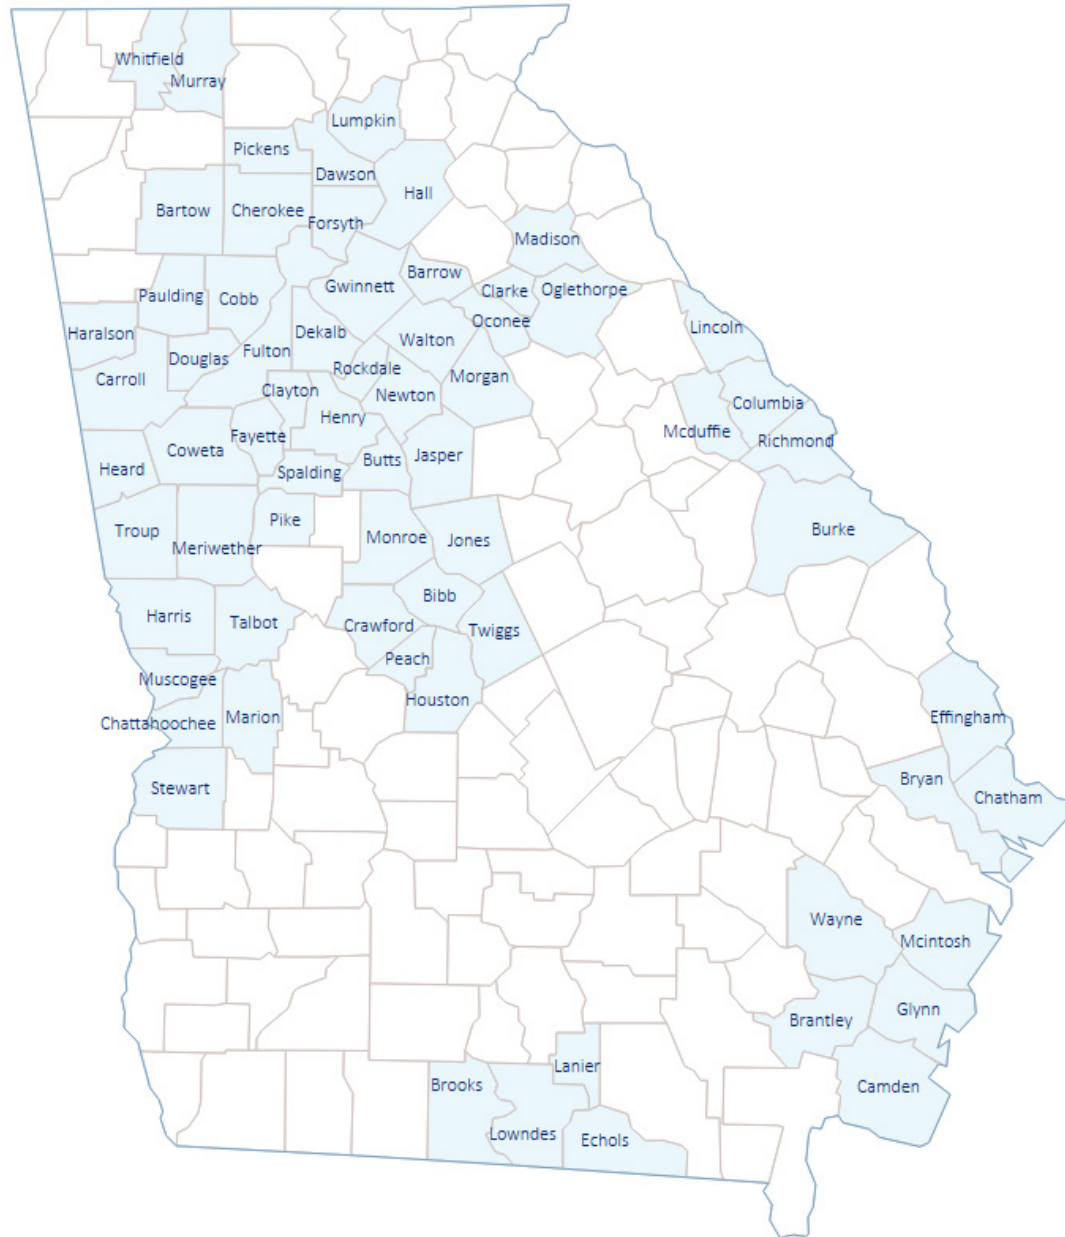 Whitfield
Murray
Lumpkin
Pickens
Dawson
Hall
Bartow
Cherokee
Forsyth
Madison
Barrow
Gwinnett
Clarke
Oglethorpe
Paulding
Cobb
Oconee
Lincoln
Haralson
Dekalb
Walton
Douglas
Fulton
Rockdale
Morgan
Carroll
Clayton
Newton
Columbia
Henry
Mcduffie
Richmond
Fayette
Coweta
Butts
Jasper
Heard
Spalding
Pike
Troup
Burke
Monroe
Jones
Meriwether
Bibb
Harris
Talbot
Crawford
Twiggs
Peach
Muscogee
Houston
Chattahoochee
Marion
Effingham
Bryan
Stewart
Chatham
Wayne
Mcintosh
Glynn
Brantley
Lanier
Brooks
Camden
Lowndes
Echols